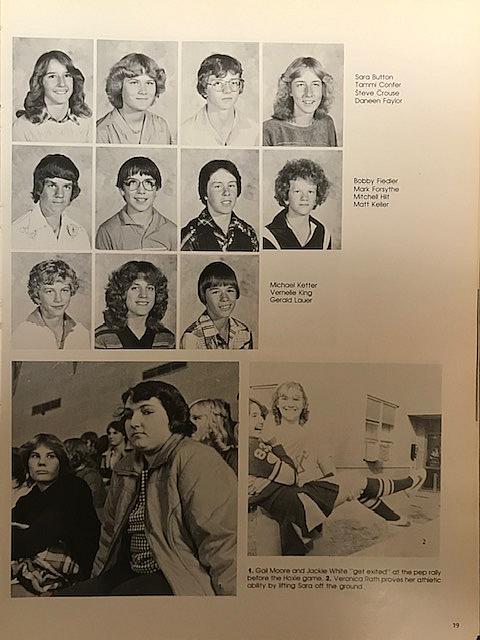 Sara Button
Tammi Confer
Steve Crouse
Daneen Faylor
Bobby Fiedler
Mark Forsythe
Mitchell Hit
Matt Keller
Michael Ketter
Vernelle King
Gerald Lauer
2
1. Gail Moore and Jackie White "get exited" at the pep rally
before the Hoxie game. 2. Veronica Rath proves her athletic
ability by lifting Sara off the ground.
19